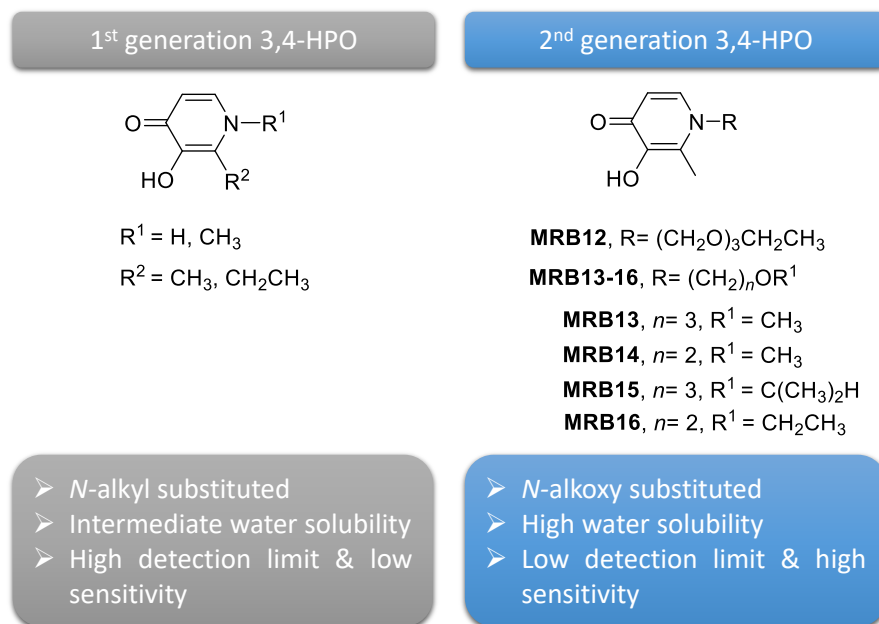 1st generation 3,4-HPO
O
N
R1
HO
R2
R1 = H, CH3
R2 = CH3, CH2CH3
➢ N-alkyl substituted
➢ Intermediate water solubility
➢ High detection limit & low
sensitivity
2nd generation 3,4-HPO
O
N
R
HO
MRB12, R= (CH2O)3CH2CH3
MRB13-16, R= (CH2)nOR1
MRB13, n= 3, R1 = CH3
MRB14, n= 2, R1 = CH3
MRB15, n= 3, R1 = C(CH3)2H
MRB16, n= 2, R1 = CH2CH3
➢ N-alkoxy substituted
➢ High water solubility
➢ Low detection limit & high
sensitivity